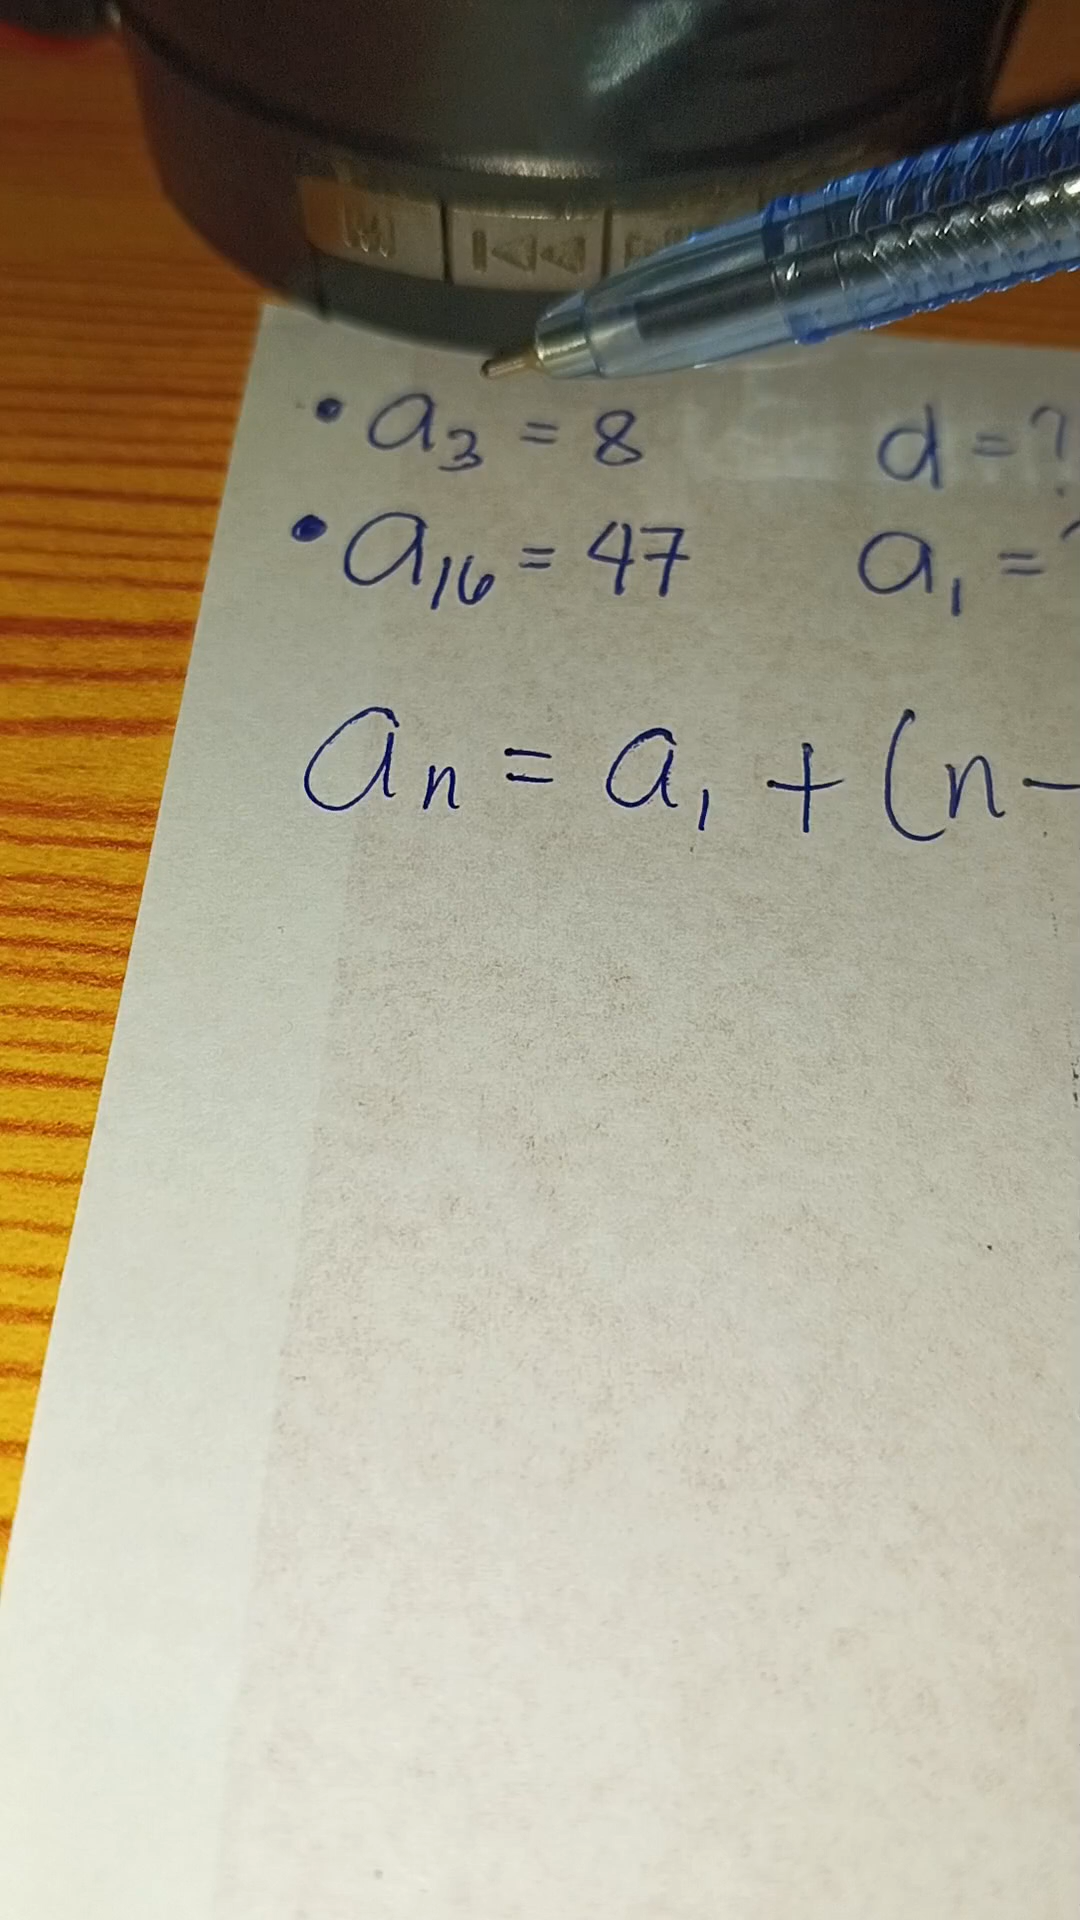 • a₃ = 8 d = ?
• a₁₆ = 47 a₁ = ?
aₙ = a₁ + (n −